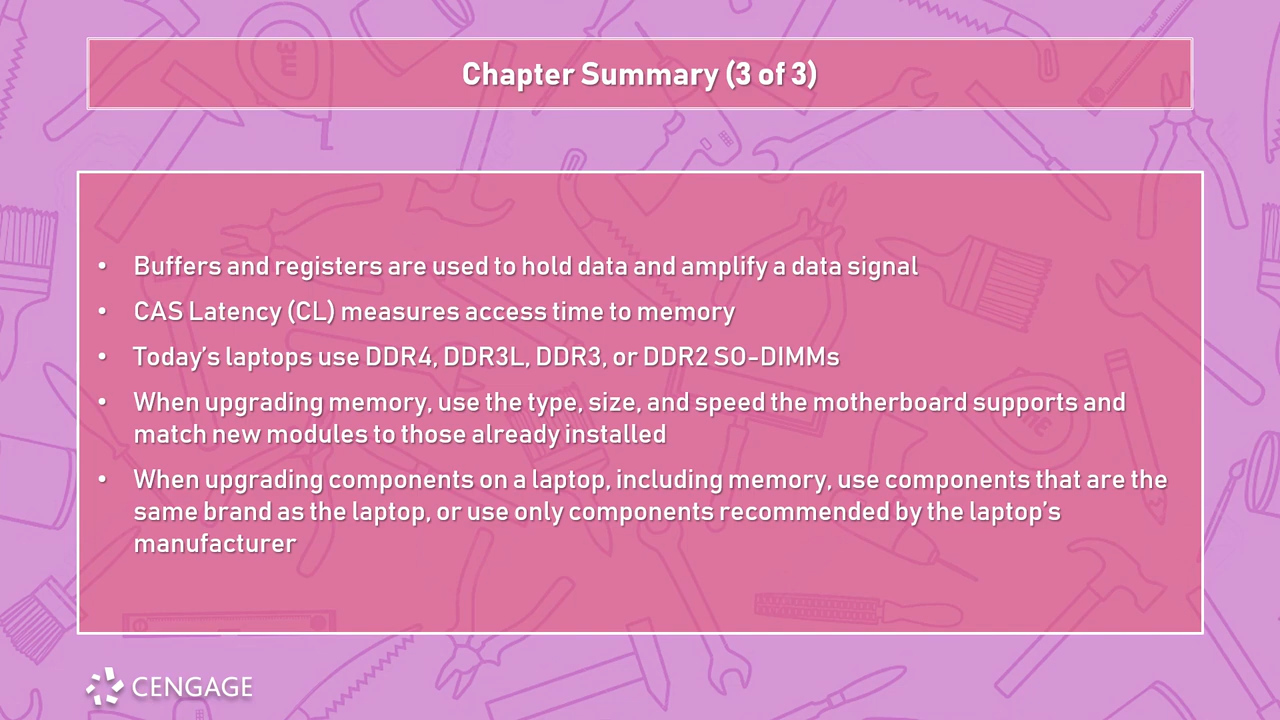 Chapter Summary (3 of 3)
• Buffers and registers are used to hold data and amplify a data signal
• CAS Latency (CL) measures access time to memory
• Today’s laptops use DDR4, DDR3L, DDR3, or DDR2 SO-DIMMs
• When upgrading memory, use the type, size, and speed the motherboard supports and
match new modules to those already installed
• When upgrading components on a laptop, including memory, use components that are the
same brand as the laptop, or use only components recommended by the laptop’s
manufacturer
CENGAGE